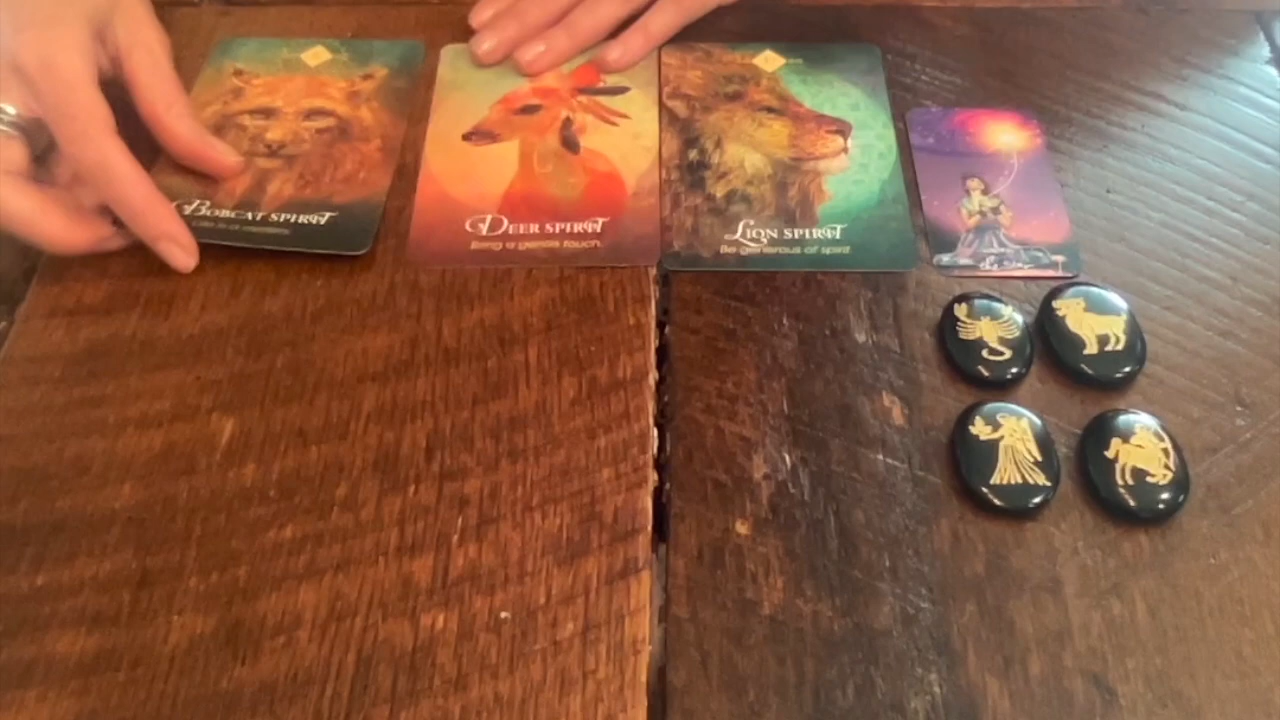 BOBCAT SPIRIT
DEER SPIRIT
Bring a gentle touch.
LION SPIRIT
Be generous of spirit.